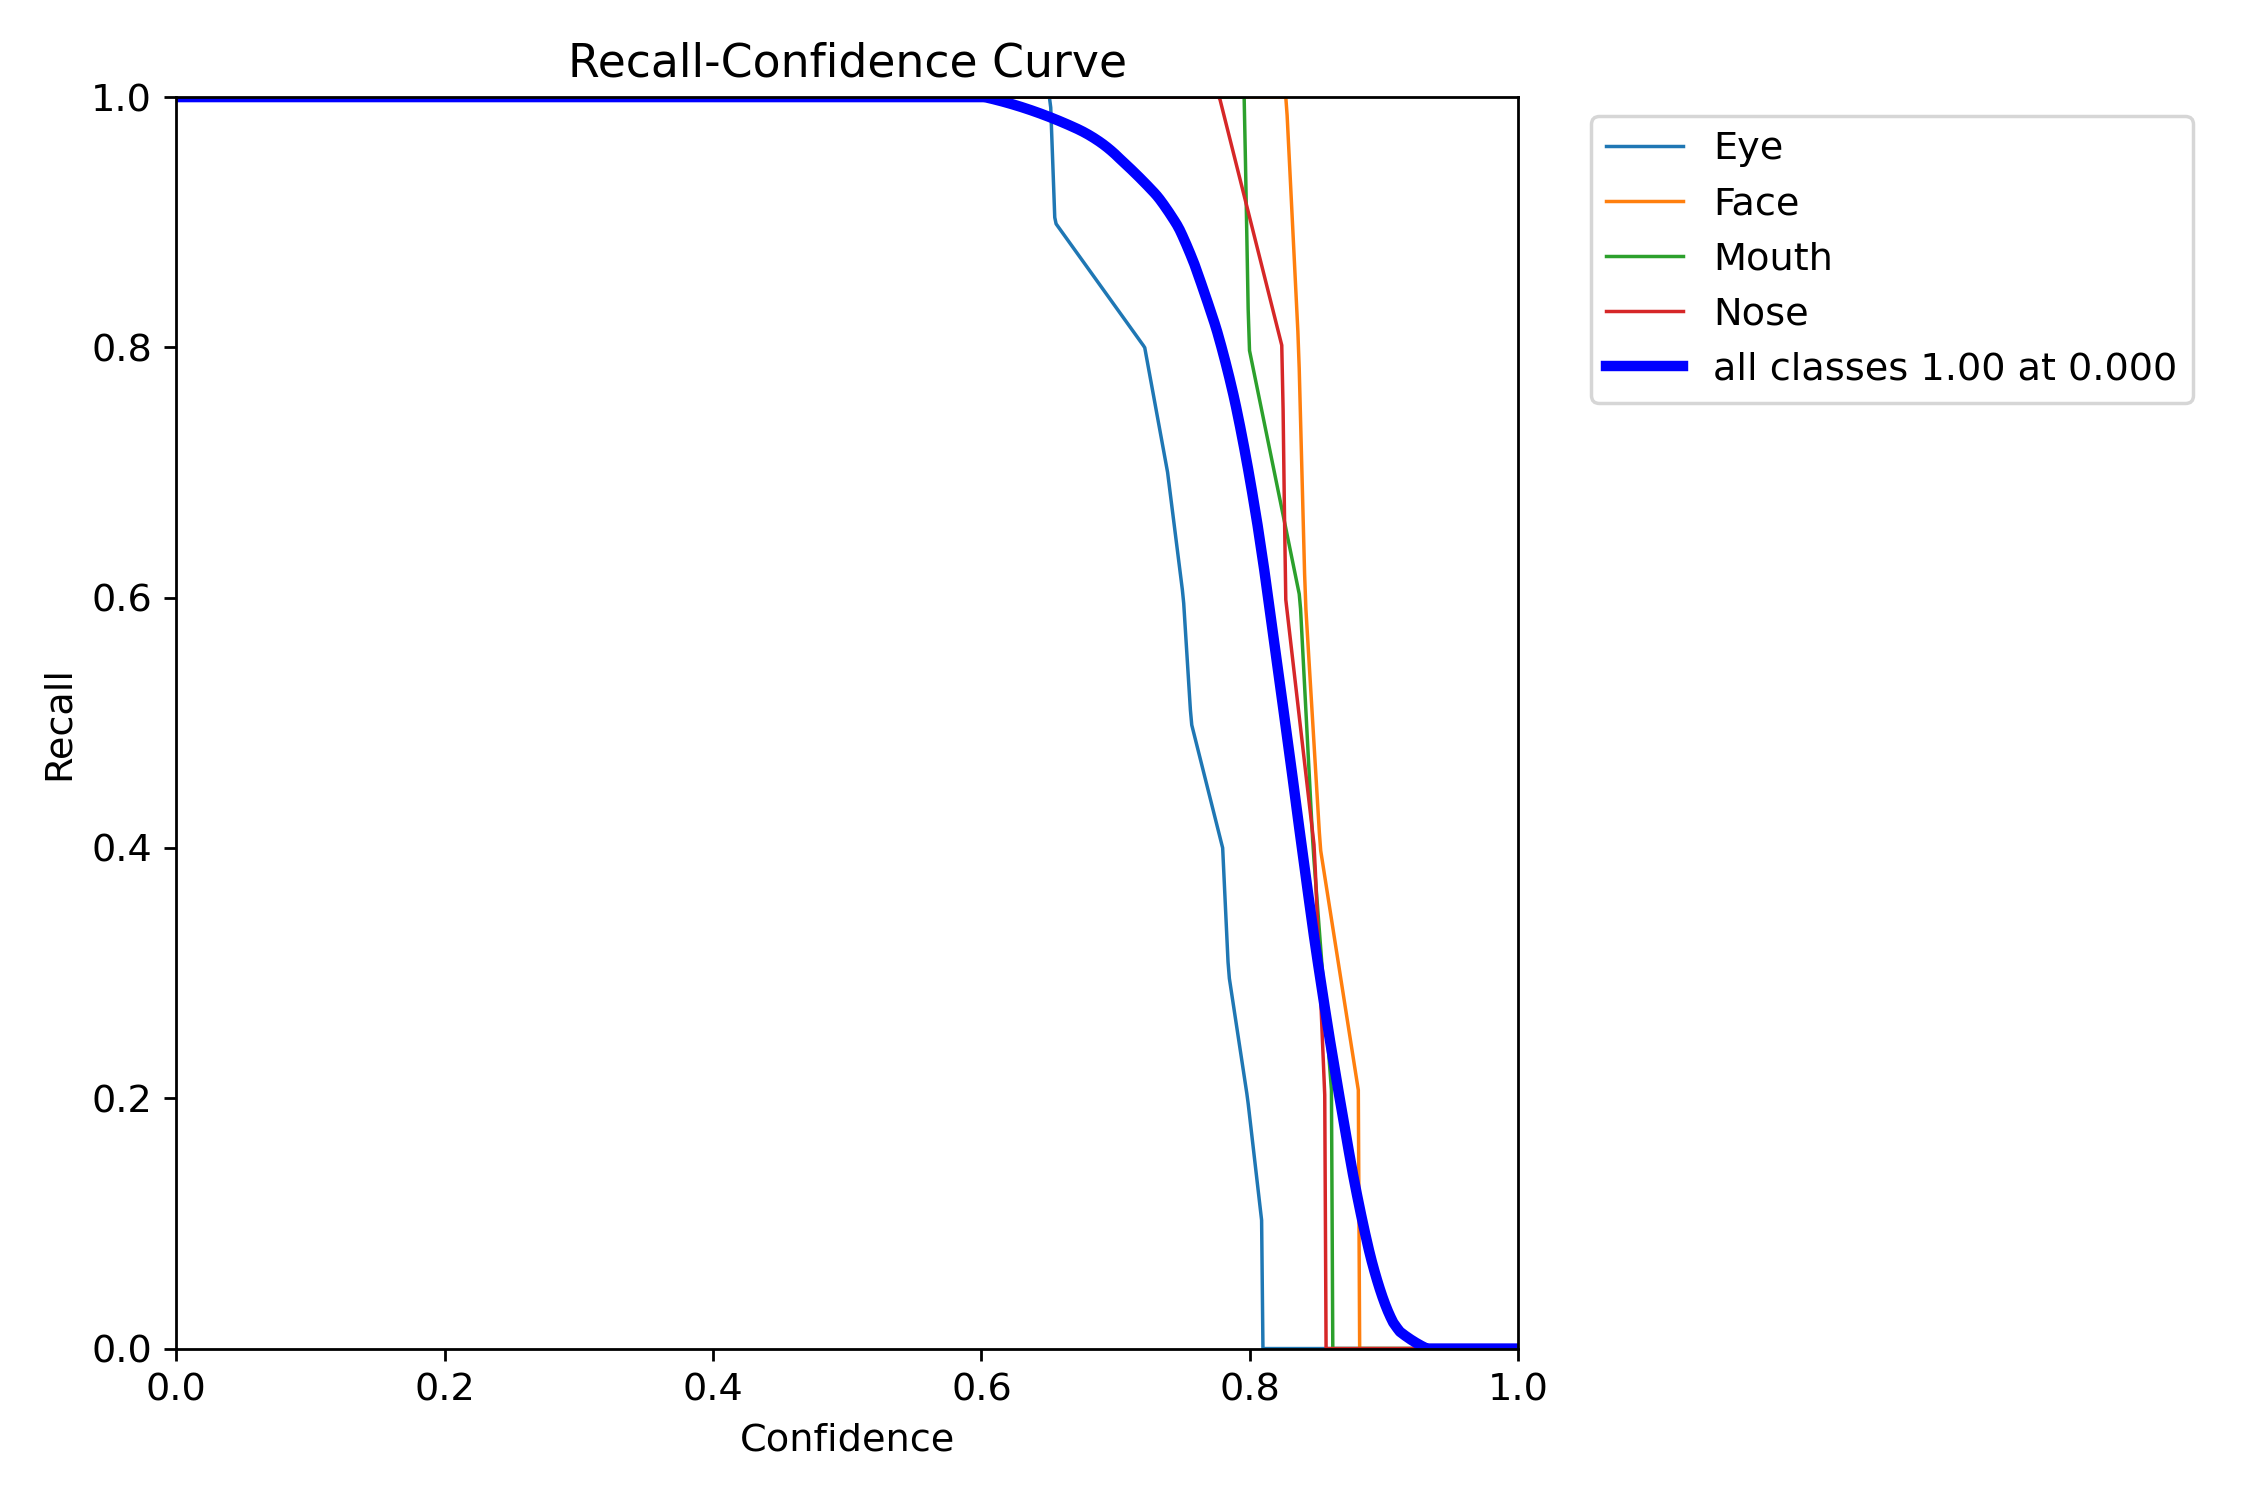 Recall-Confidence Curve
1.0
0.8
0.6
0.4
0.2
0.0
Recall
0.0 0.2 0.4 0.6 0.8 1.0
Confidence
Eye
Face
Mouth
Nose
all classes 1.00 at 0.000